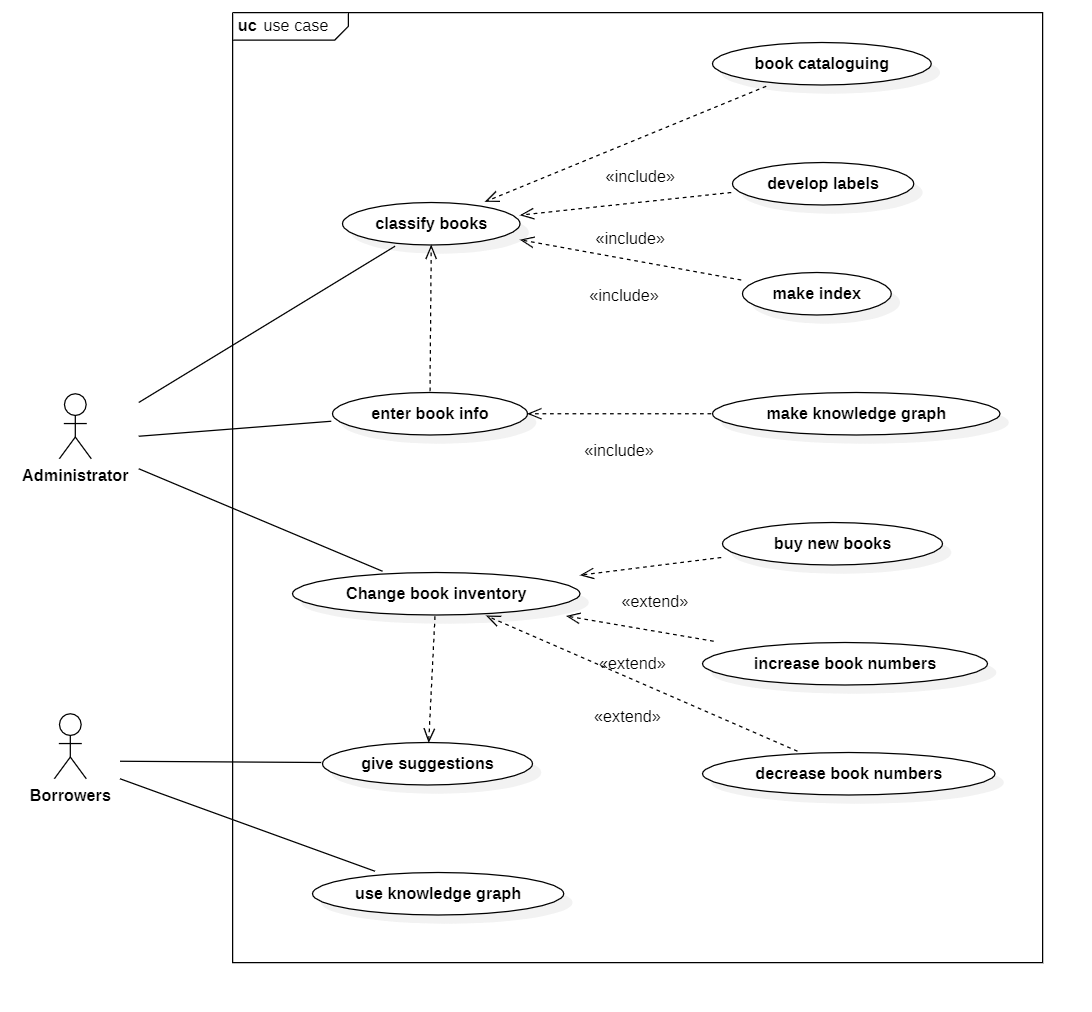 uc use case
book cataloguing
«include»
develop labels
classify books
«include»
make index
«include»
enter book info
make knowledge graph
«include»
Administrator
buy new books
Change book inventory
«extend»
increase book numbers
«extend»
«extend»
give suggestions
decrease book numbers
Borrowers
use knowledge graph